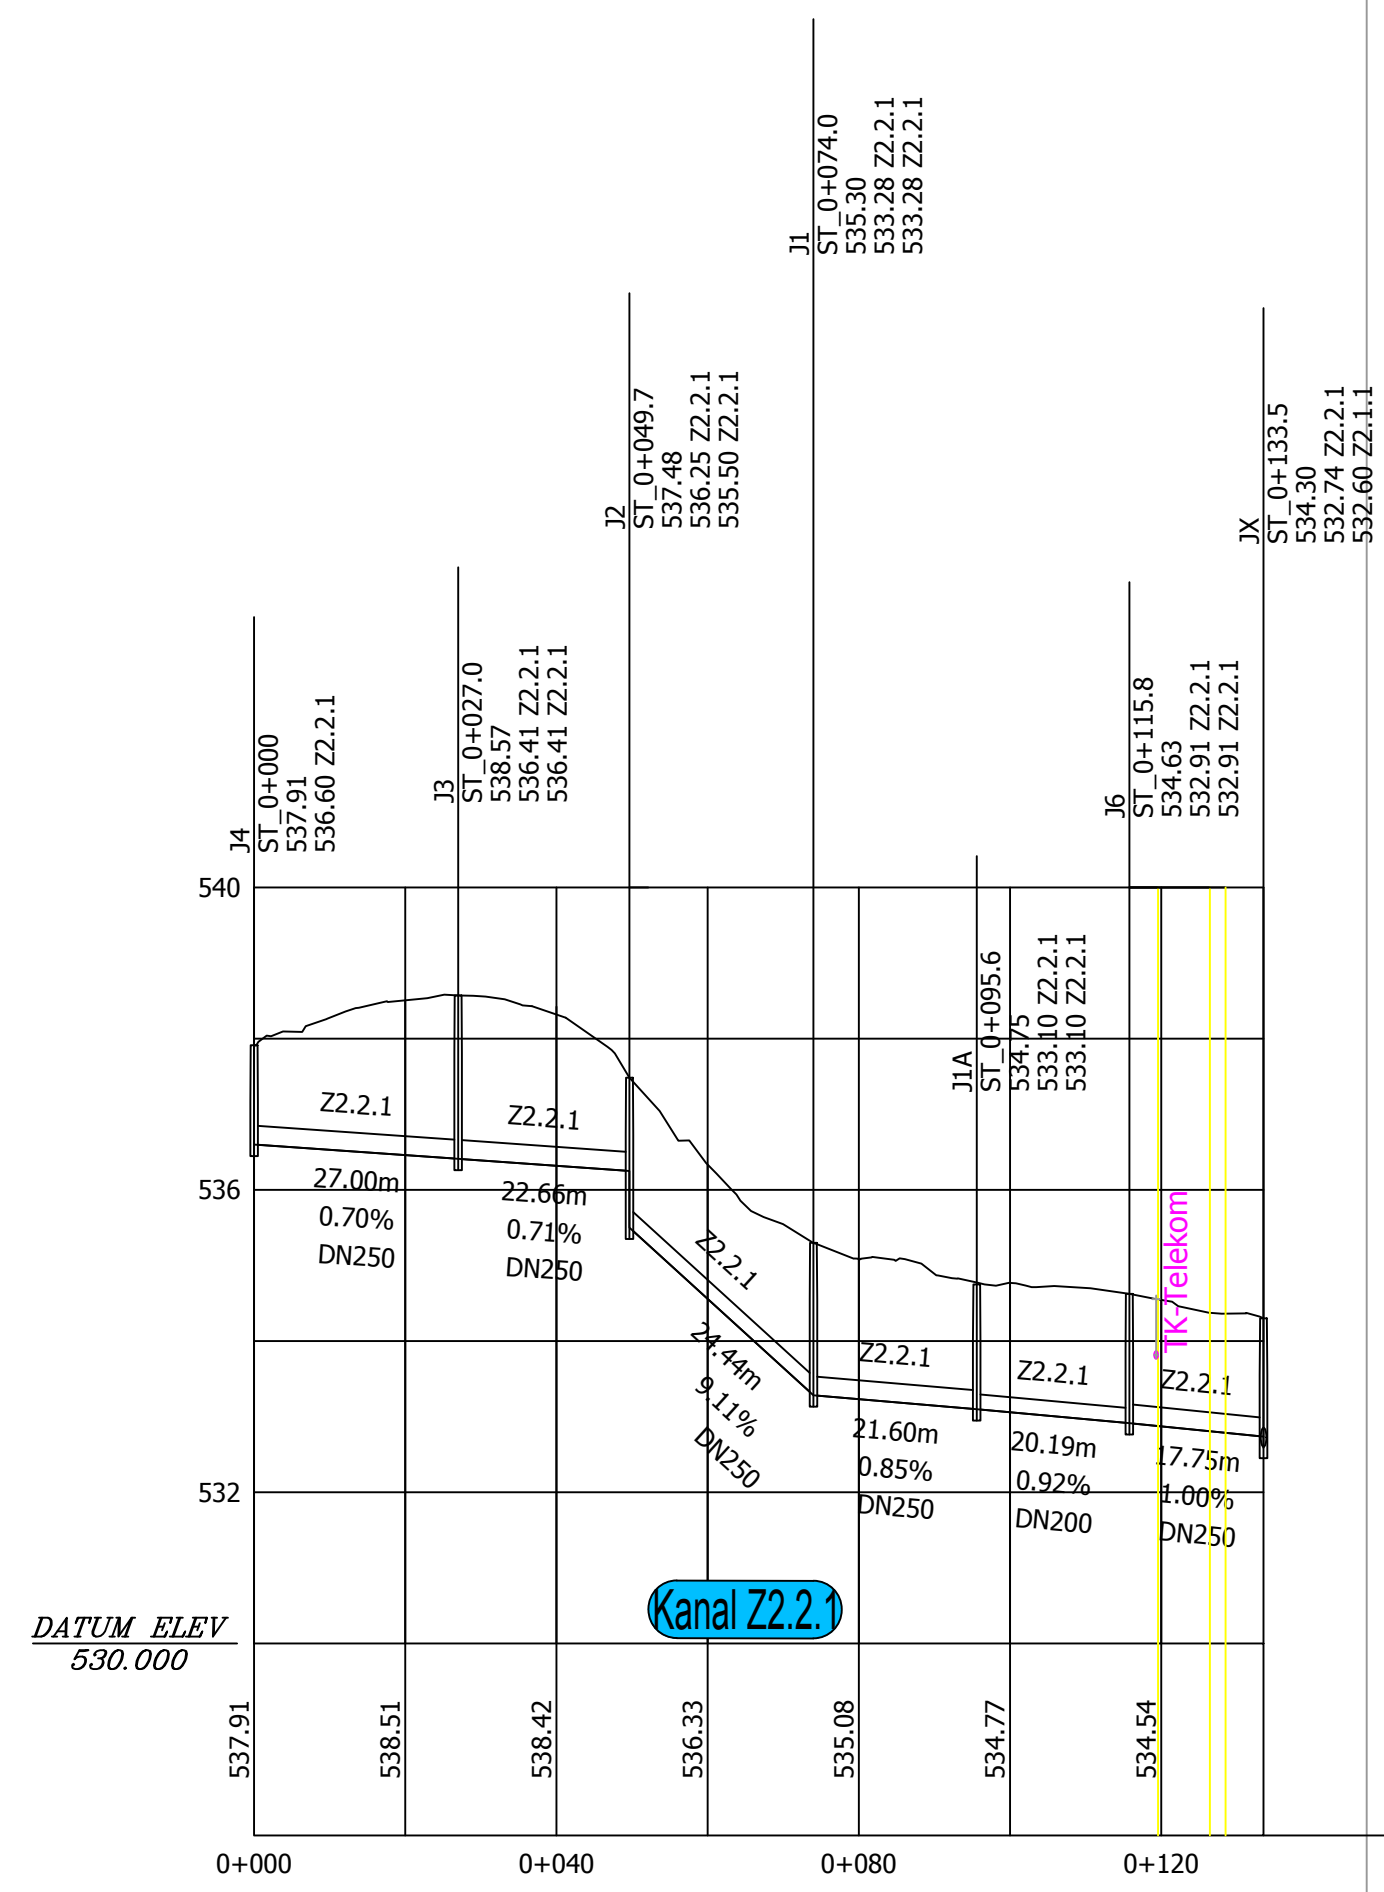 J1
ST_0+074.0
535.30
533.28 Z2.2.1
533.28 Z2.2.1
J2
ST_0+049.7
537.48
536.25 Z2.2.1
535.50 Z2.2.1
JX
ST_0+133.5
534.30
532.74 Z2.2.1
532.60 Z2.1.1
J4
ST_0+000
537.91
536.60 Z2.2.1
J3
ST_0+027.0
538.57
536.41 Z2.2.1
536.41 Z2.2.1
J6
ST_0+115.8
534.63
532.91 Z2.2.1
532.91 Z2.2.1
J1A
ST_0+095.6
534.75
533.10 Z2.2.1
533.10 Z2.2.1
540
536
532
Z2.2.1
27.00m
0.70%
DN250
Z2.2.1
22.66m
0.71%
DN250
Z2.2.1
24.44m
9.11%
DN250
Z2.2.1
21.60m
0.85%
DN250
Z2.2.1
20.19m
0.92%
DN200
Z2.2.1
17.75m
1.00%
DN250
TK-Telekom
Kanal Z2.2.1
DATUM ELEV
530.000
537.91
538.51
538.42
536.33
535.08
534.77
534.54
0+000
0+040
0+080
0+120